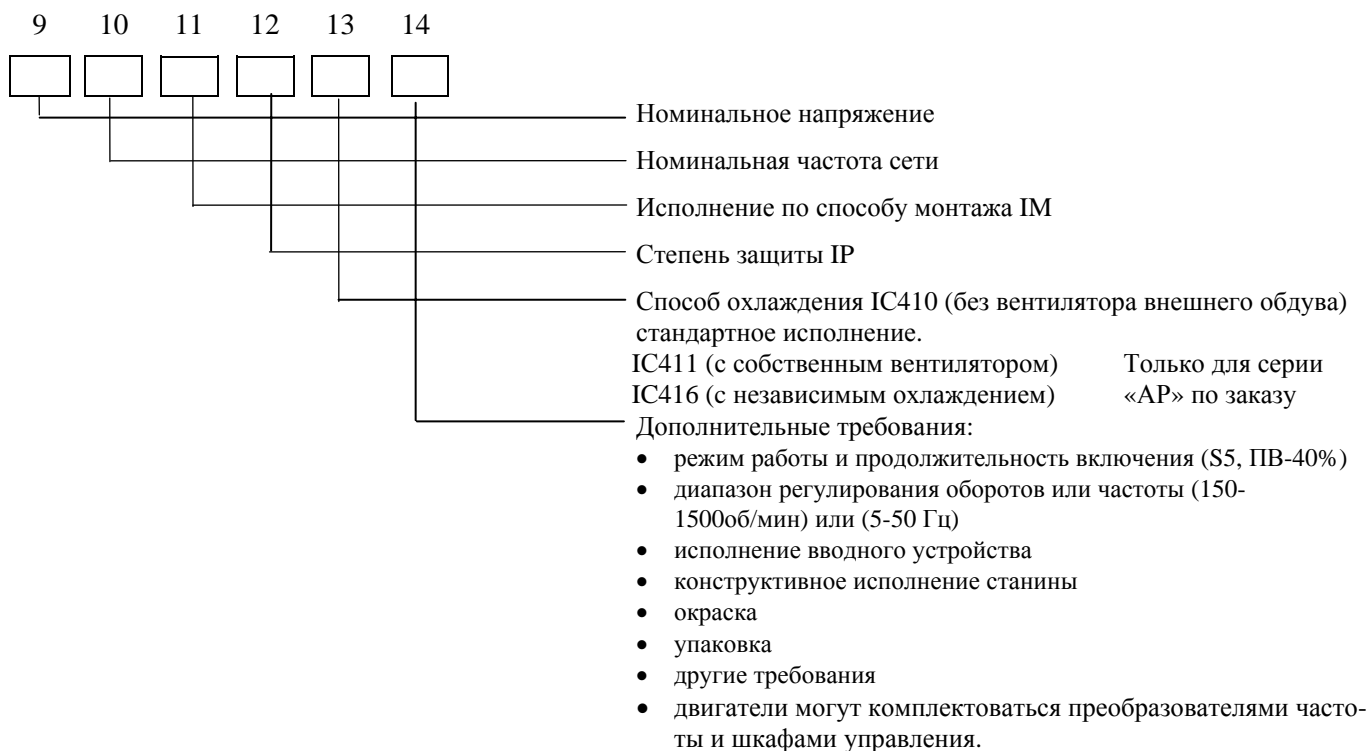 9 10 11 12 13 14
Номинальное напряжение
Номинальная частота сети
Исполнение по способу монтажа IM
Степень защиты IP
Способ охлаждения IC410 (без вентилятора внешнего обдува)
стандартное исполнение.
IC411 (с собственным вентилятором) Только для серии
IC416 (с независимым охлаждением) «АР» по заказу
Дополнительные требования:
• режим работы и продолжительность включения (S5, ПВ-40%)
• диапазон регулирования оборотов или частоты (150-
1500об/мин) или (5-50 Гц)
• исполнение вводного устройства
• конструктивное исполнение станины
• окраска
• упаковка
• другие требования
• двигатели могут комплектоваться преобразователями часто-
ты и шкафами управления.